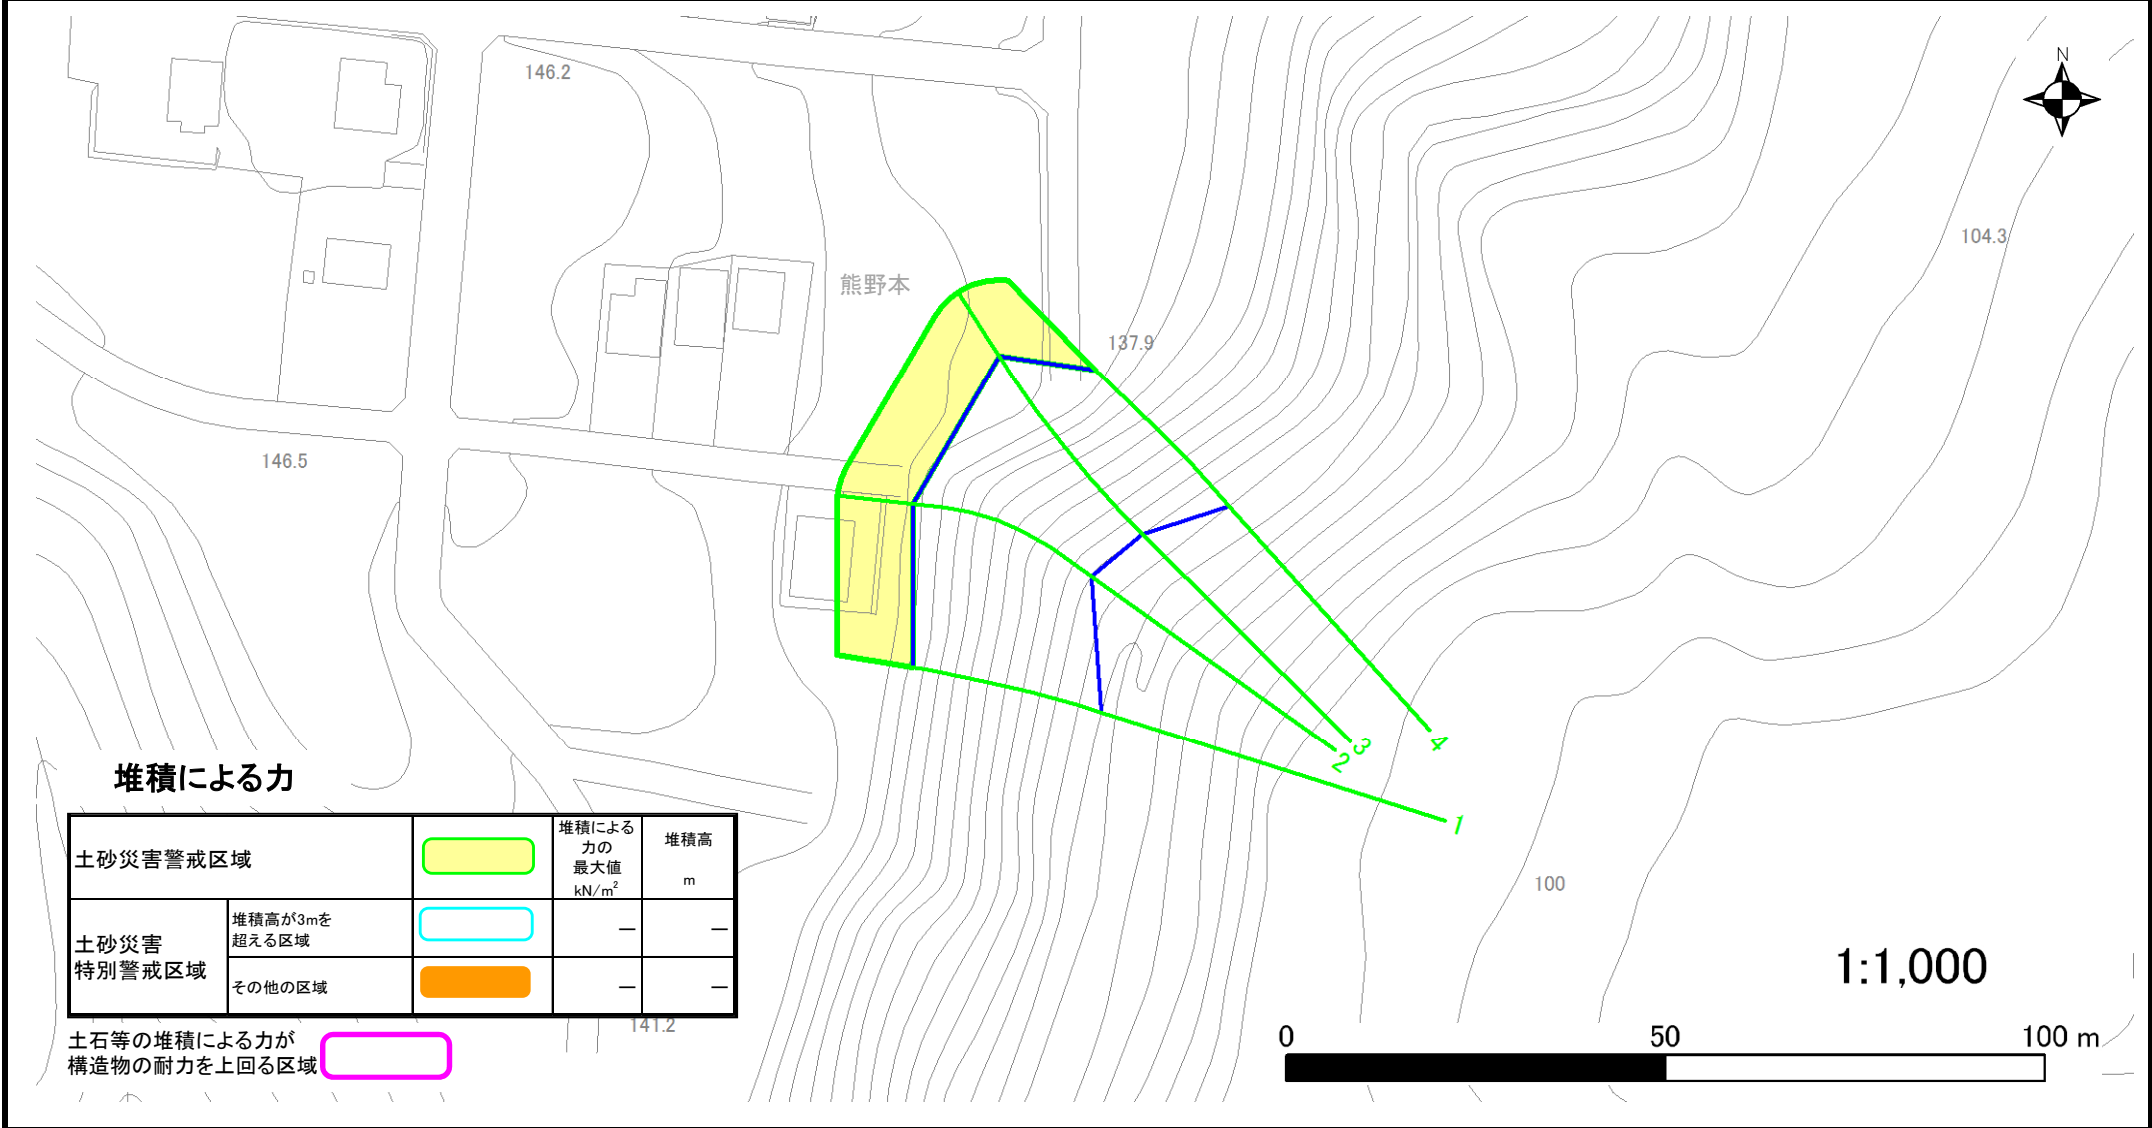 N
146.2
104.3
熊野本
137.9
146.5
4
3
2
1
堆積による力
土砂災害警戒区域
堆積による
力の
最大値
kN/m²
堆積高
m
土砂災害
特別警戒区域
堆積高が3mを
超える区域
—
—
その他の区域
—
—
141.2
土石等の堆積による力が
構造物の耐力を上回る区域
100
1:1,000
0
50
100 m